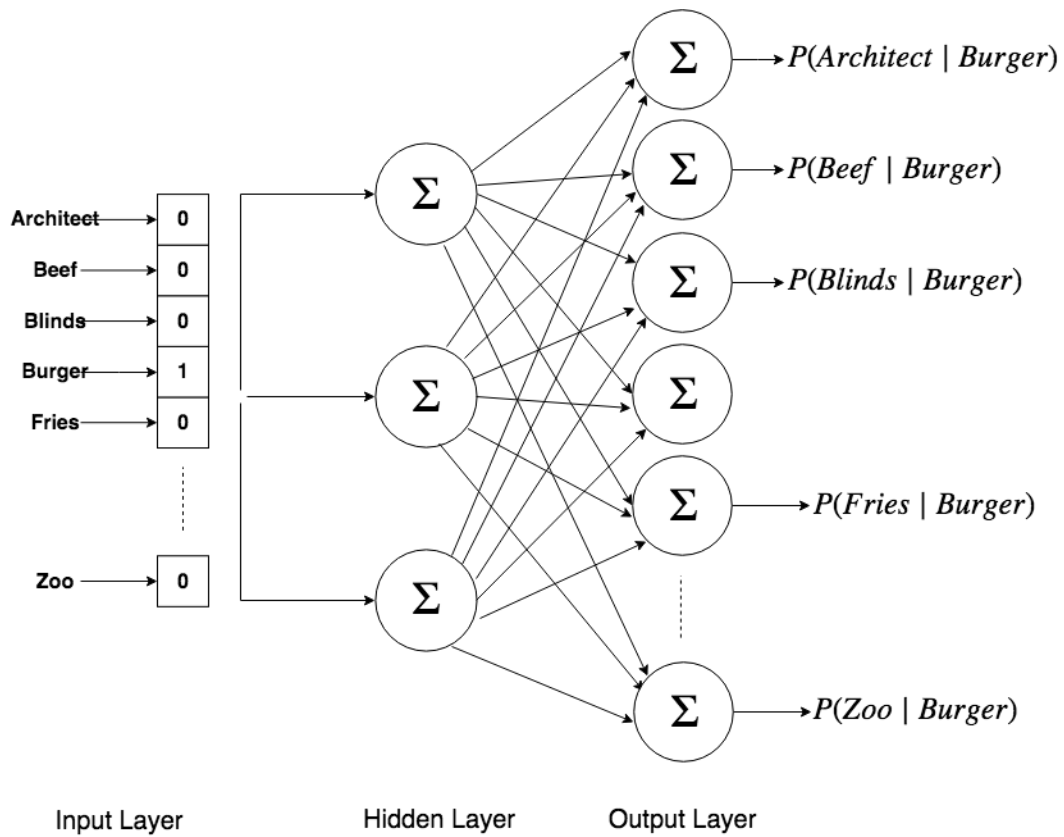 Architect
0
Beef
0
Blinds
0
Burger
1
Fries
0
Zoo
0
Σ
Σ
Σ
Σ
Σ
Σ
Σ
Σ
Σ
P(Architect | Burger)
P(Beef | Burger)
P(Blinds | Burger)
P(Fries | Burger)
P(Zoo | Burger)
Input Layer
Hidden Layer
Output Layer